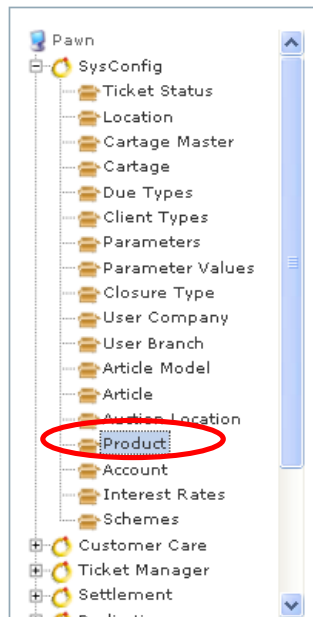 Pawn
SysConfig
Ticket Status
Location
Cartage Master
Cartage
Due Types
Client Types
Parameters
Parameter Values
Closure Type
User Company
User Branch
Article Model
Article
Auction Location
Product
Account
Interest Rates
Schemes
Customer Care
Ticket Manager
Settlement